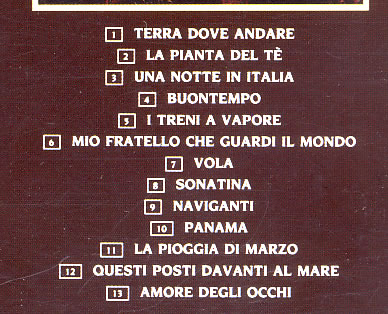 1 TERRA DOVE ANDARE
2 LA PIANTA DEL TÈ
3 UNA NOTTE IN ITALIA
4 BUONTEMPO
5 I TRENI A VAPORE
6 MIO FRATELLO CHE GUARDI IL MONDO
7 VOLA
8 SONATINA
9 NAVIGANTI
10 PANAMA
11 LA PIOGGIA DI MARZO
12 QUESTI POSTI DAVANTI AL MARE
13 AMORE DEGLI OCCHI